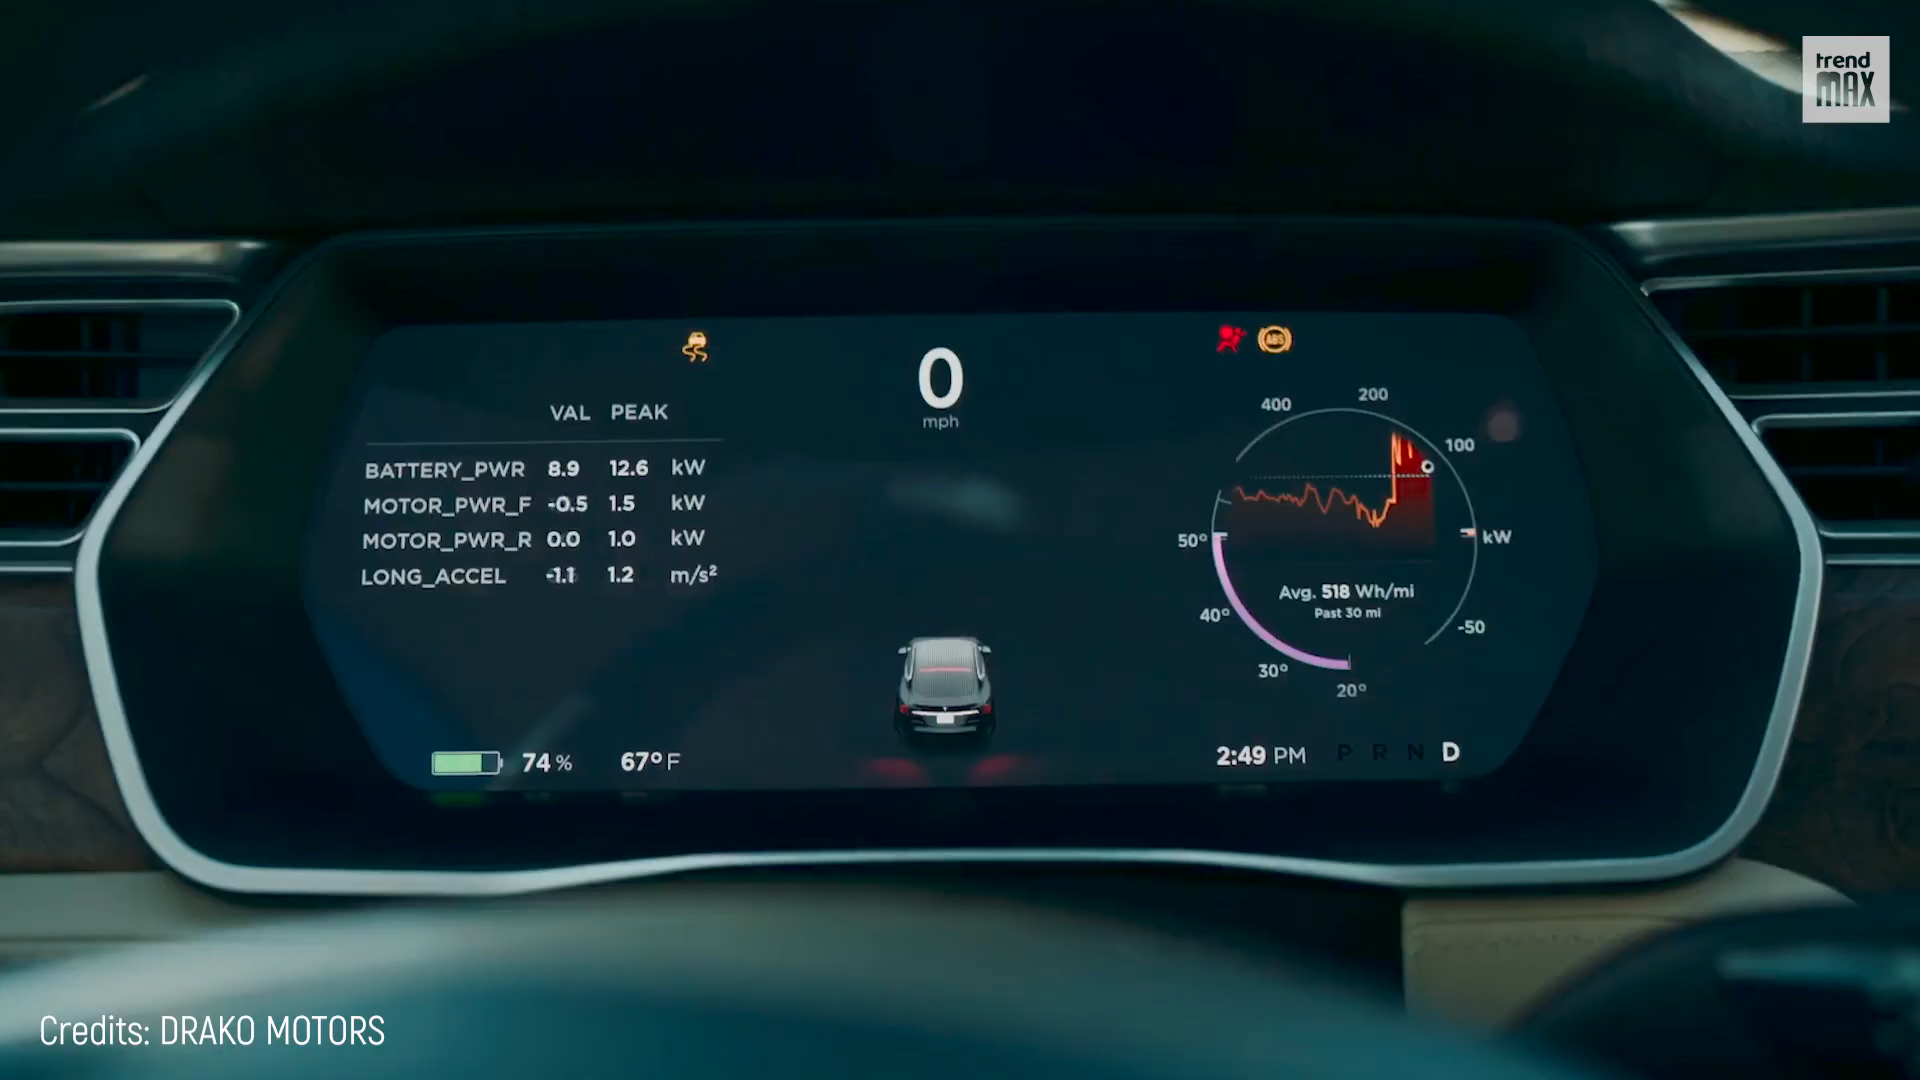 trend
MAX
ABS
0
mph
VAL PEAK
BATTERY_PWR 8.9 12.6 kW
MOTOR_PWR_F -0.5 1.5 kW
MOTOR_PWR_R 0.0 1.0 kW
LONG_ACCEL -1.1 1.2 m/s²
400 200 100
kW
50°
40°
30°
20°
-50
Avg. 518 Wh/mi
Past 30 mi
74 % 67°F
2:49 PM P R N D
Credits: DRAKO MOTORS